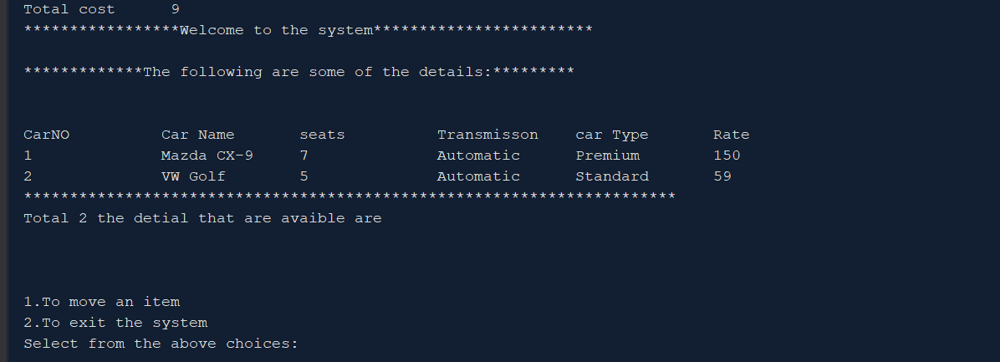 Total cost      9
*****************Welcome to the system************************
*************The following are some of the details:*********
CarNO          Car Name       seats          Transmisson    car Type       Rate
1              Mazda CX-9     7              Automatic      Premium        150
2              VW Golf        5              Automatic      Standard       59
***********************************************************************
Total 2 the detial that are avaible are
1.To move an item
2.To exit the system
Select from the above choices: